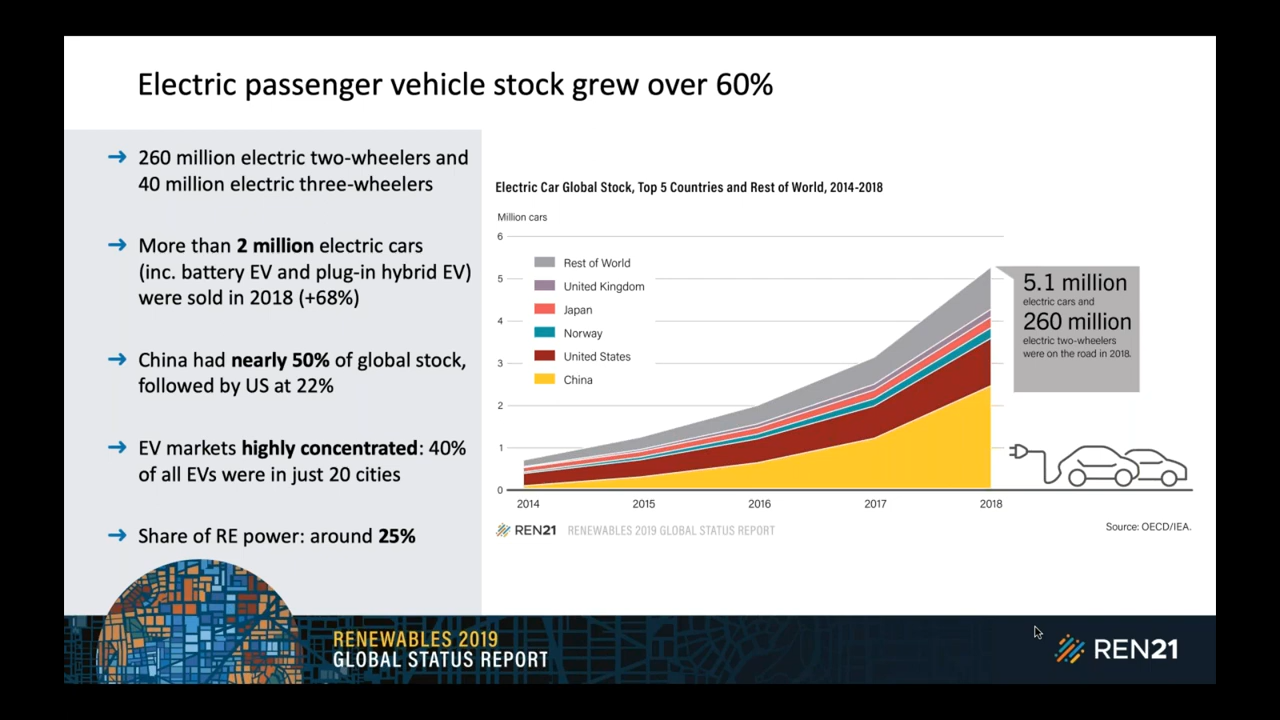 Electric passenger vehicle stock grew over 60%
➔ 260 million electric two-wheelers and
40 million electric three-wheelers
➔ More than 2 million electric cars
(inc. battery EV and plug-in hybrid EV)
were sold in 2018 (+68%)
➔ China had nearly 50% of global stock,
followed by US at 22%
➔ EV markets highly concentrated: 40%
of all EVs were in just 20 cities
➔ Share of RE power: around 25%
Electric Car Global Stock, Top 5 Countries and Rest of World, 2014-2018
Million cars
6
5
4
3
2
1
0
Rest of World
United Kingdom
Japan
Norway
United States
China
2014 2015 2016 2017 2018
5.1 million
electric cars and
260 million
electric two-wheelers
were on the road in 2018.
REN21 RENEWABLES 2019 GLOBAL STATUS REPORT
Source: OECD/IEA.
RENEWABLES 2019
GLOBAL STATUS REPORT
REN21